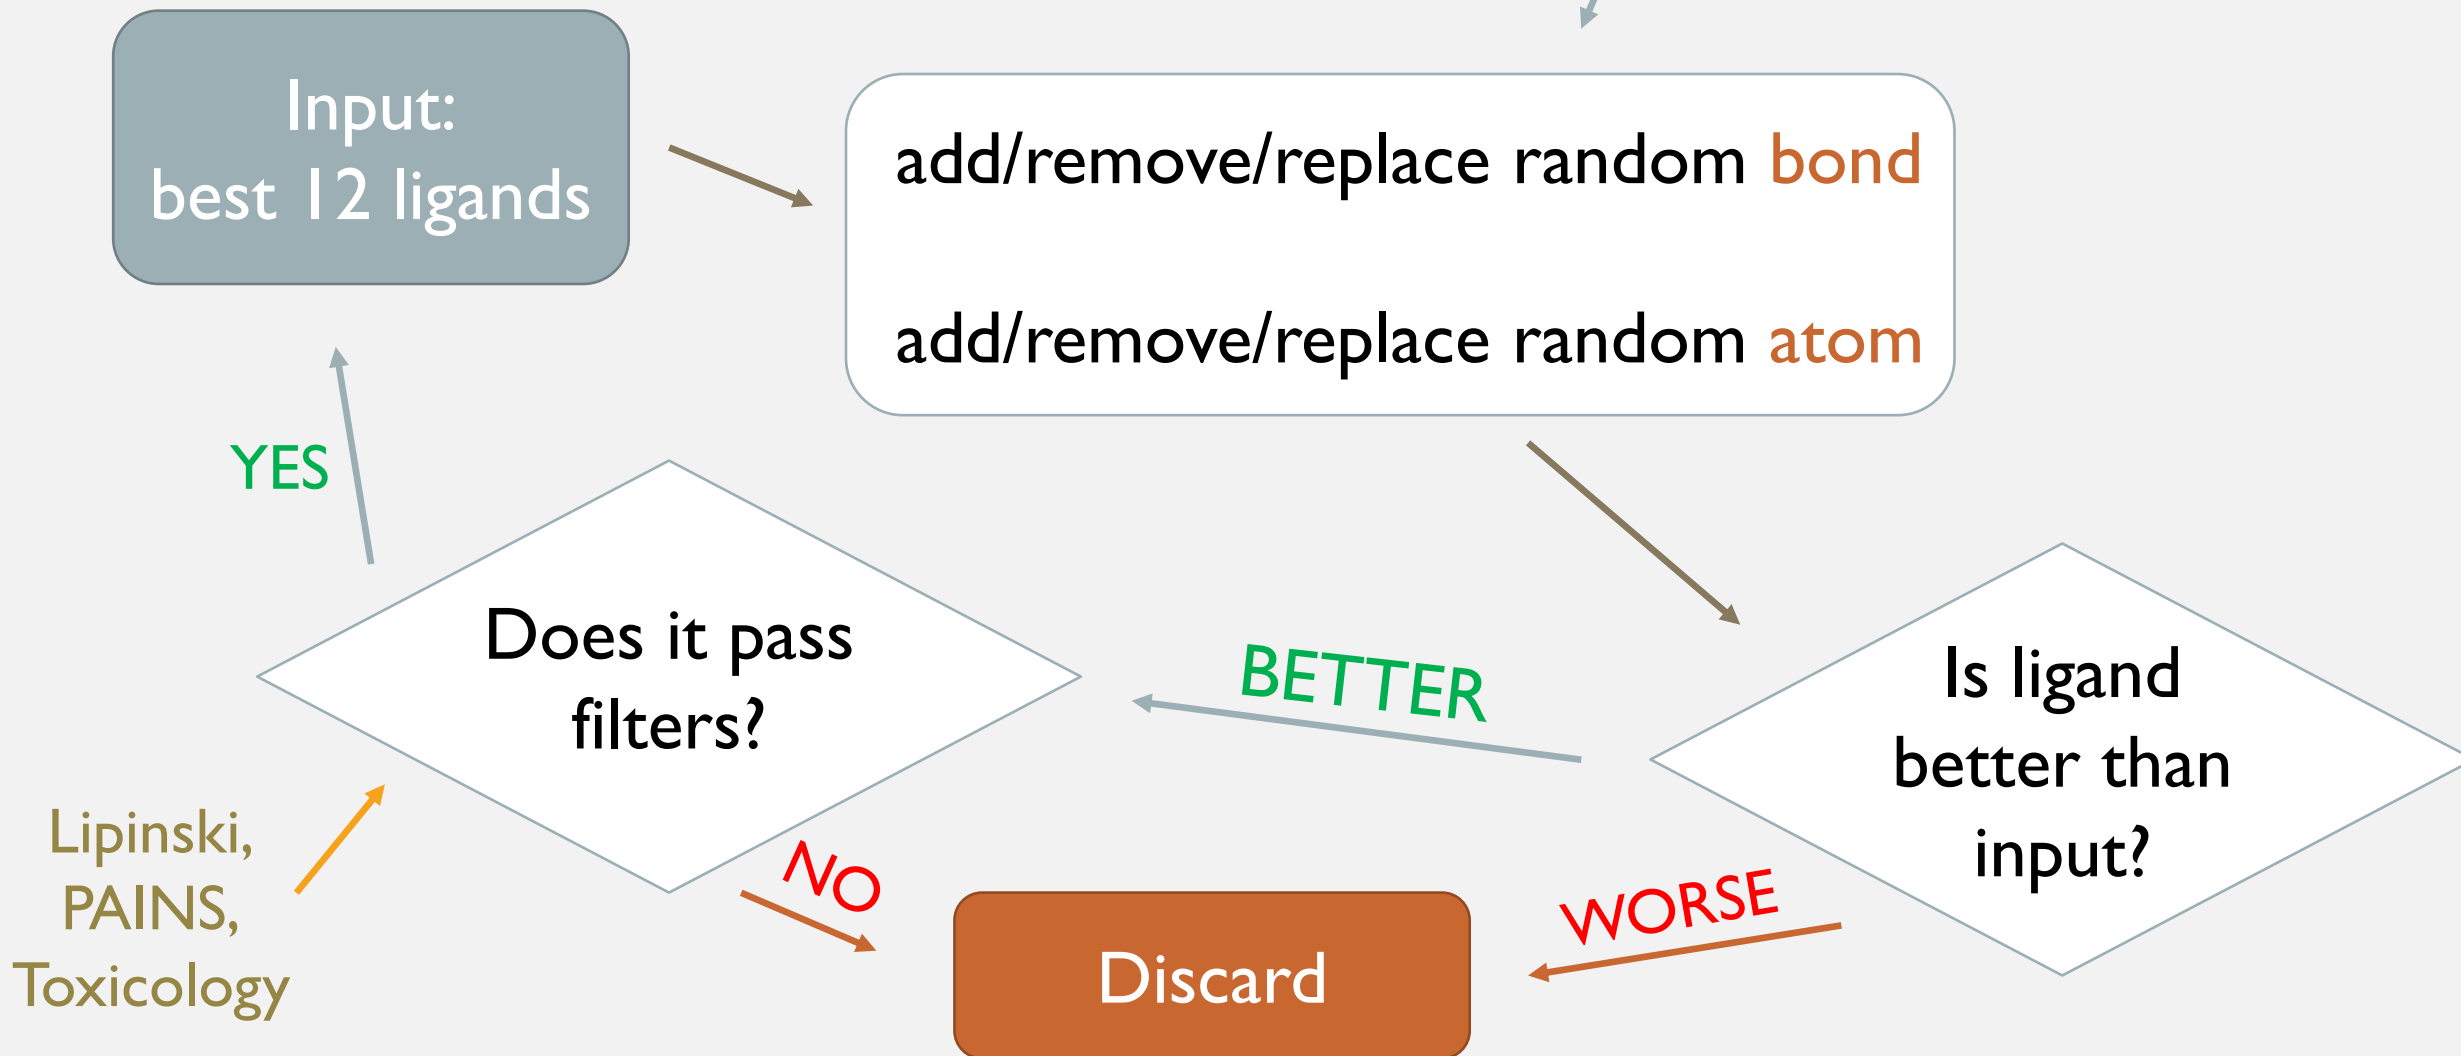 Input:
best 12 ligands
add/remove/replace random bond
add/remove/replace random atom
YES
Does it pass
filters?
BETTER
Is ligand
better than
input?
Lipinski,
PAINS,
Toxicology
NO
WORSE
Discard